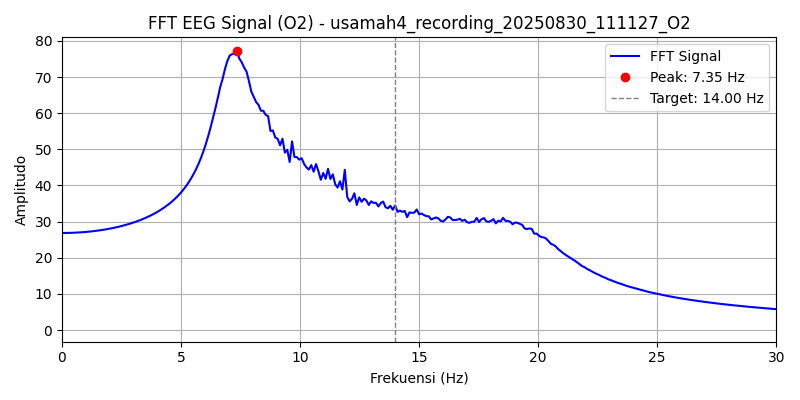 FFT EEG Signal (O2) - usamah4_recording_20250830_111127_O2
80
70
60
50
40
30
20
10
0
Amplitudo
FFT Signal
Peak: 7.35 Hz
Target: 14.00 Hz
0 5 10 15 20 25 30
Frekuensi (Hz)